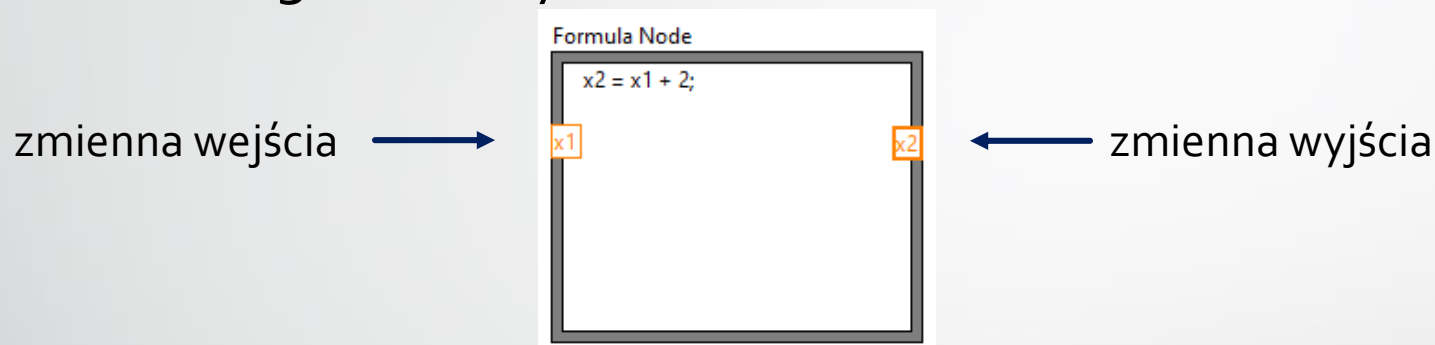 Formula Node
x2 = x1 + 2;
zmienna wejścia
x1
x2
zmienna wyjścia